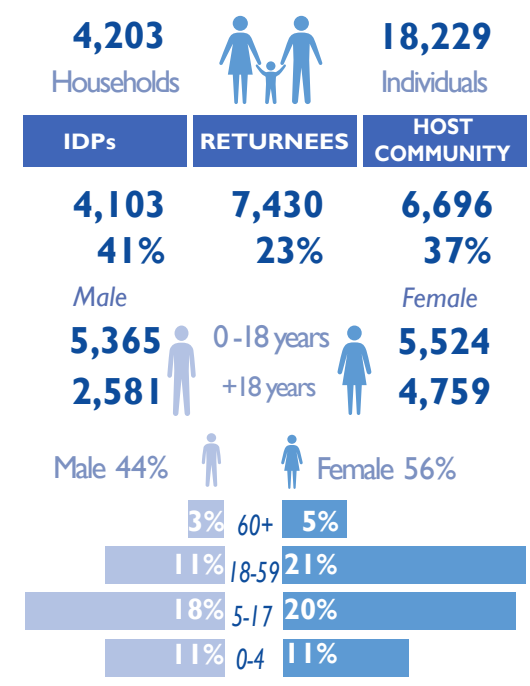 4,203 18,229
Households Individuals
IDPs RETURNEES HOST COMMUNITY
4,103 7,430 6,696
41% 23% 37%
Male Female
5,365 0-18 years 5,524
2,581 +18 years 4,759
Male 44% Female 56%
3% 60+ 5%
11% 18-59 21%
18% 5-17 20%
11% 0-4 11%